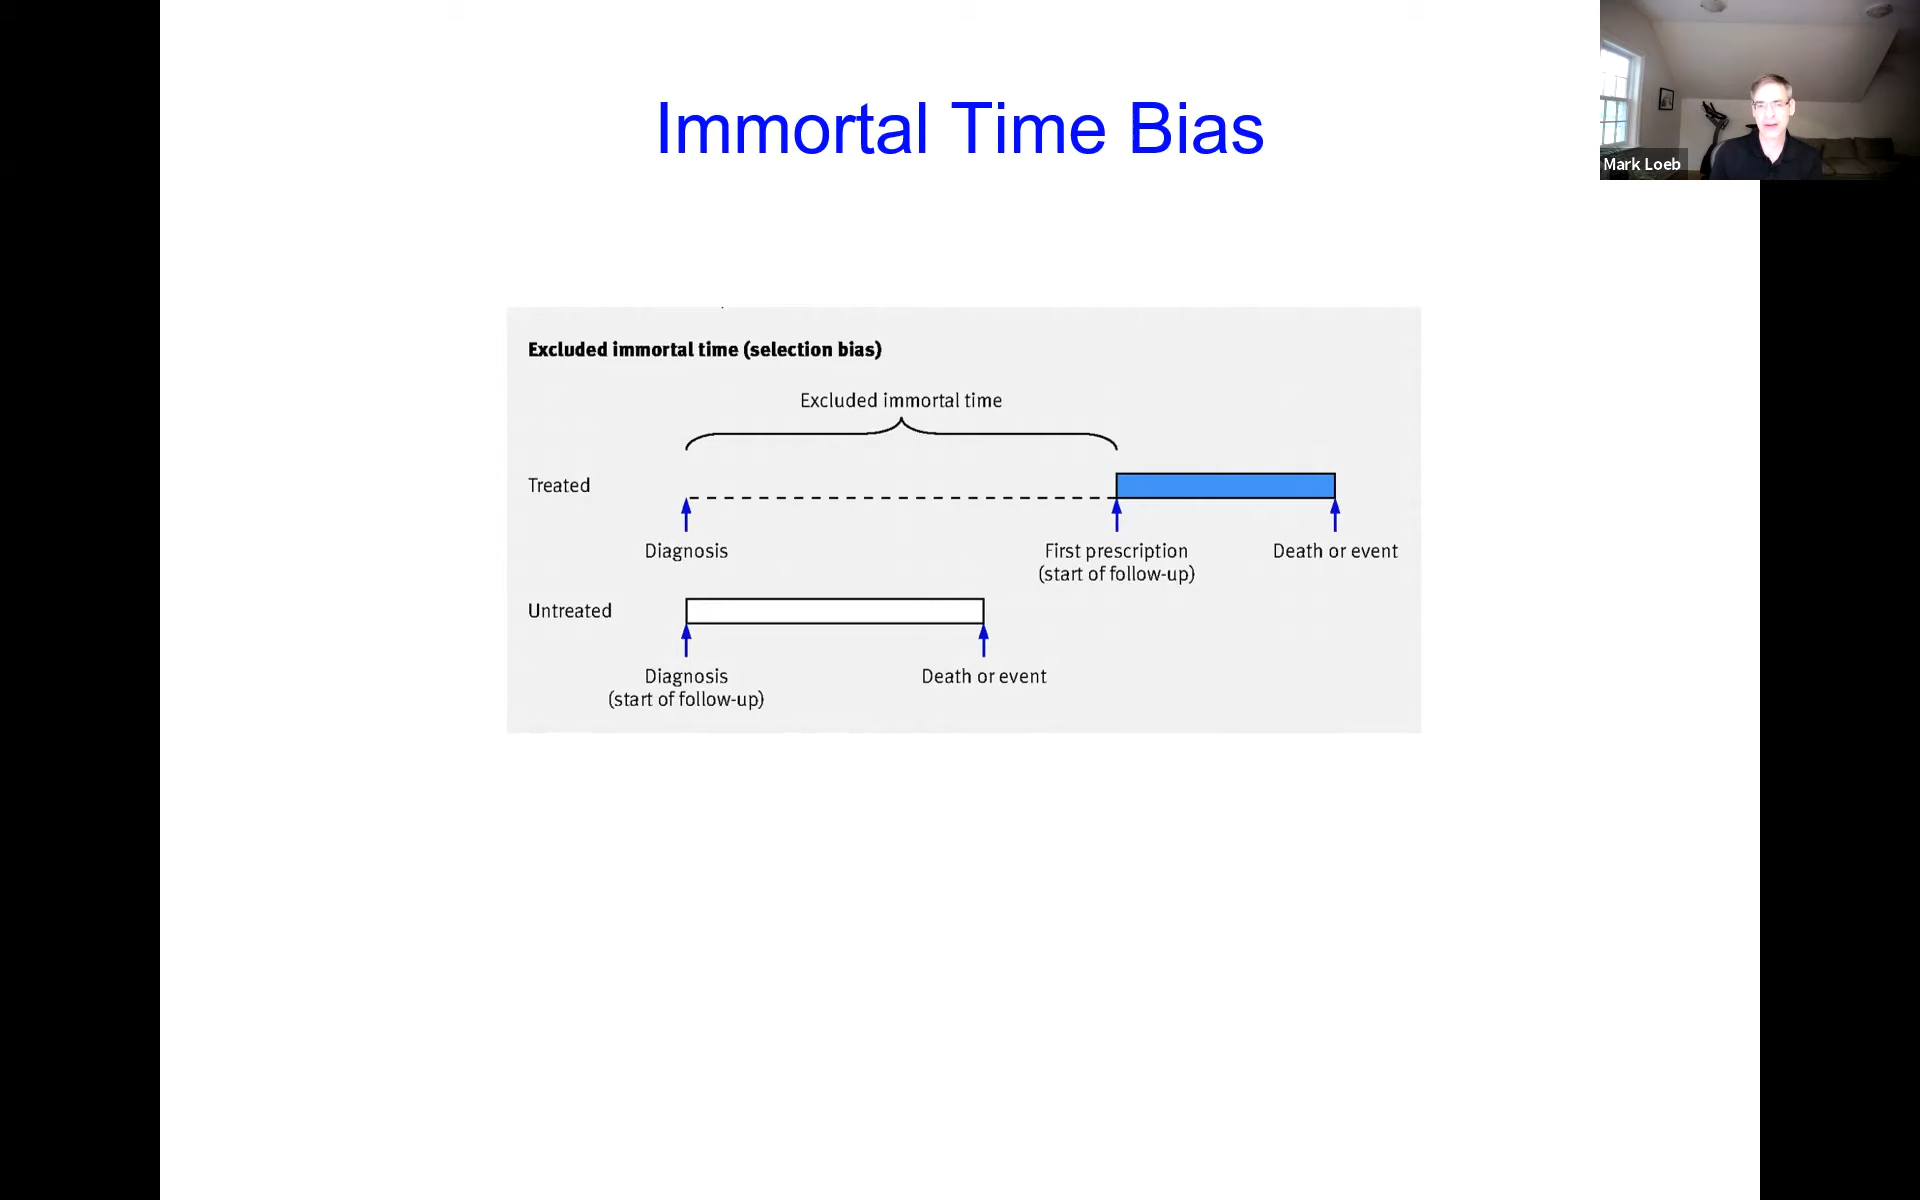 Immortal Time Bias
Mark Loeb
Excluded immortal time (selection bias)
Excluded immortal time
Treated
Diagnosis
First prescription
(start of follow-up)
Death or event
Untreated
Diagnosis
(start of follow-up)
Death or event